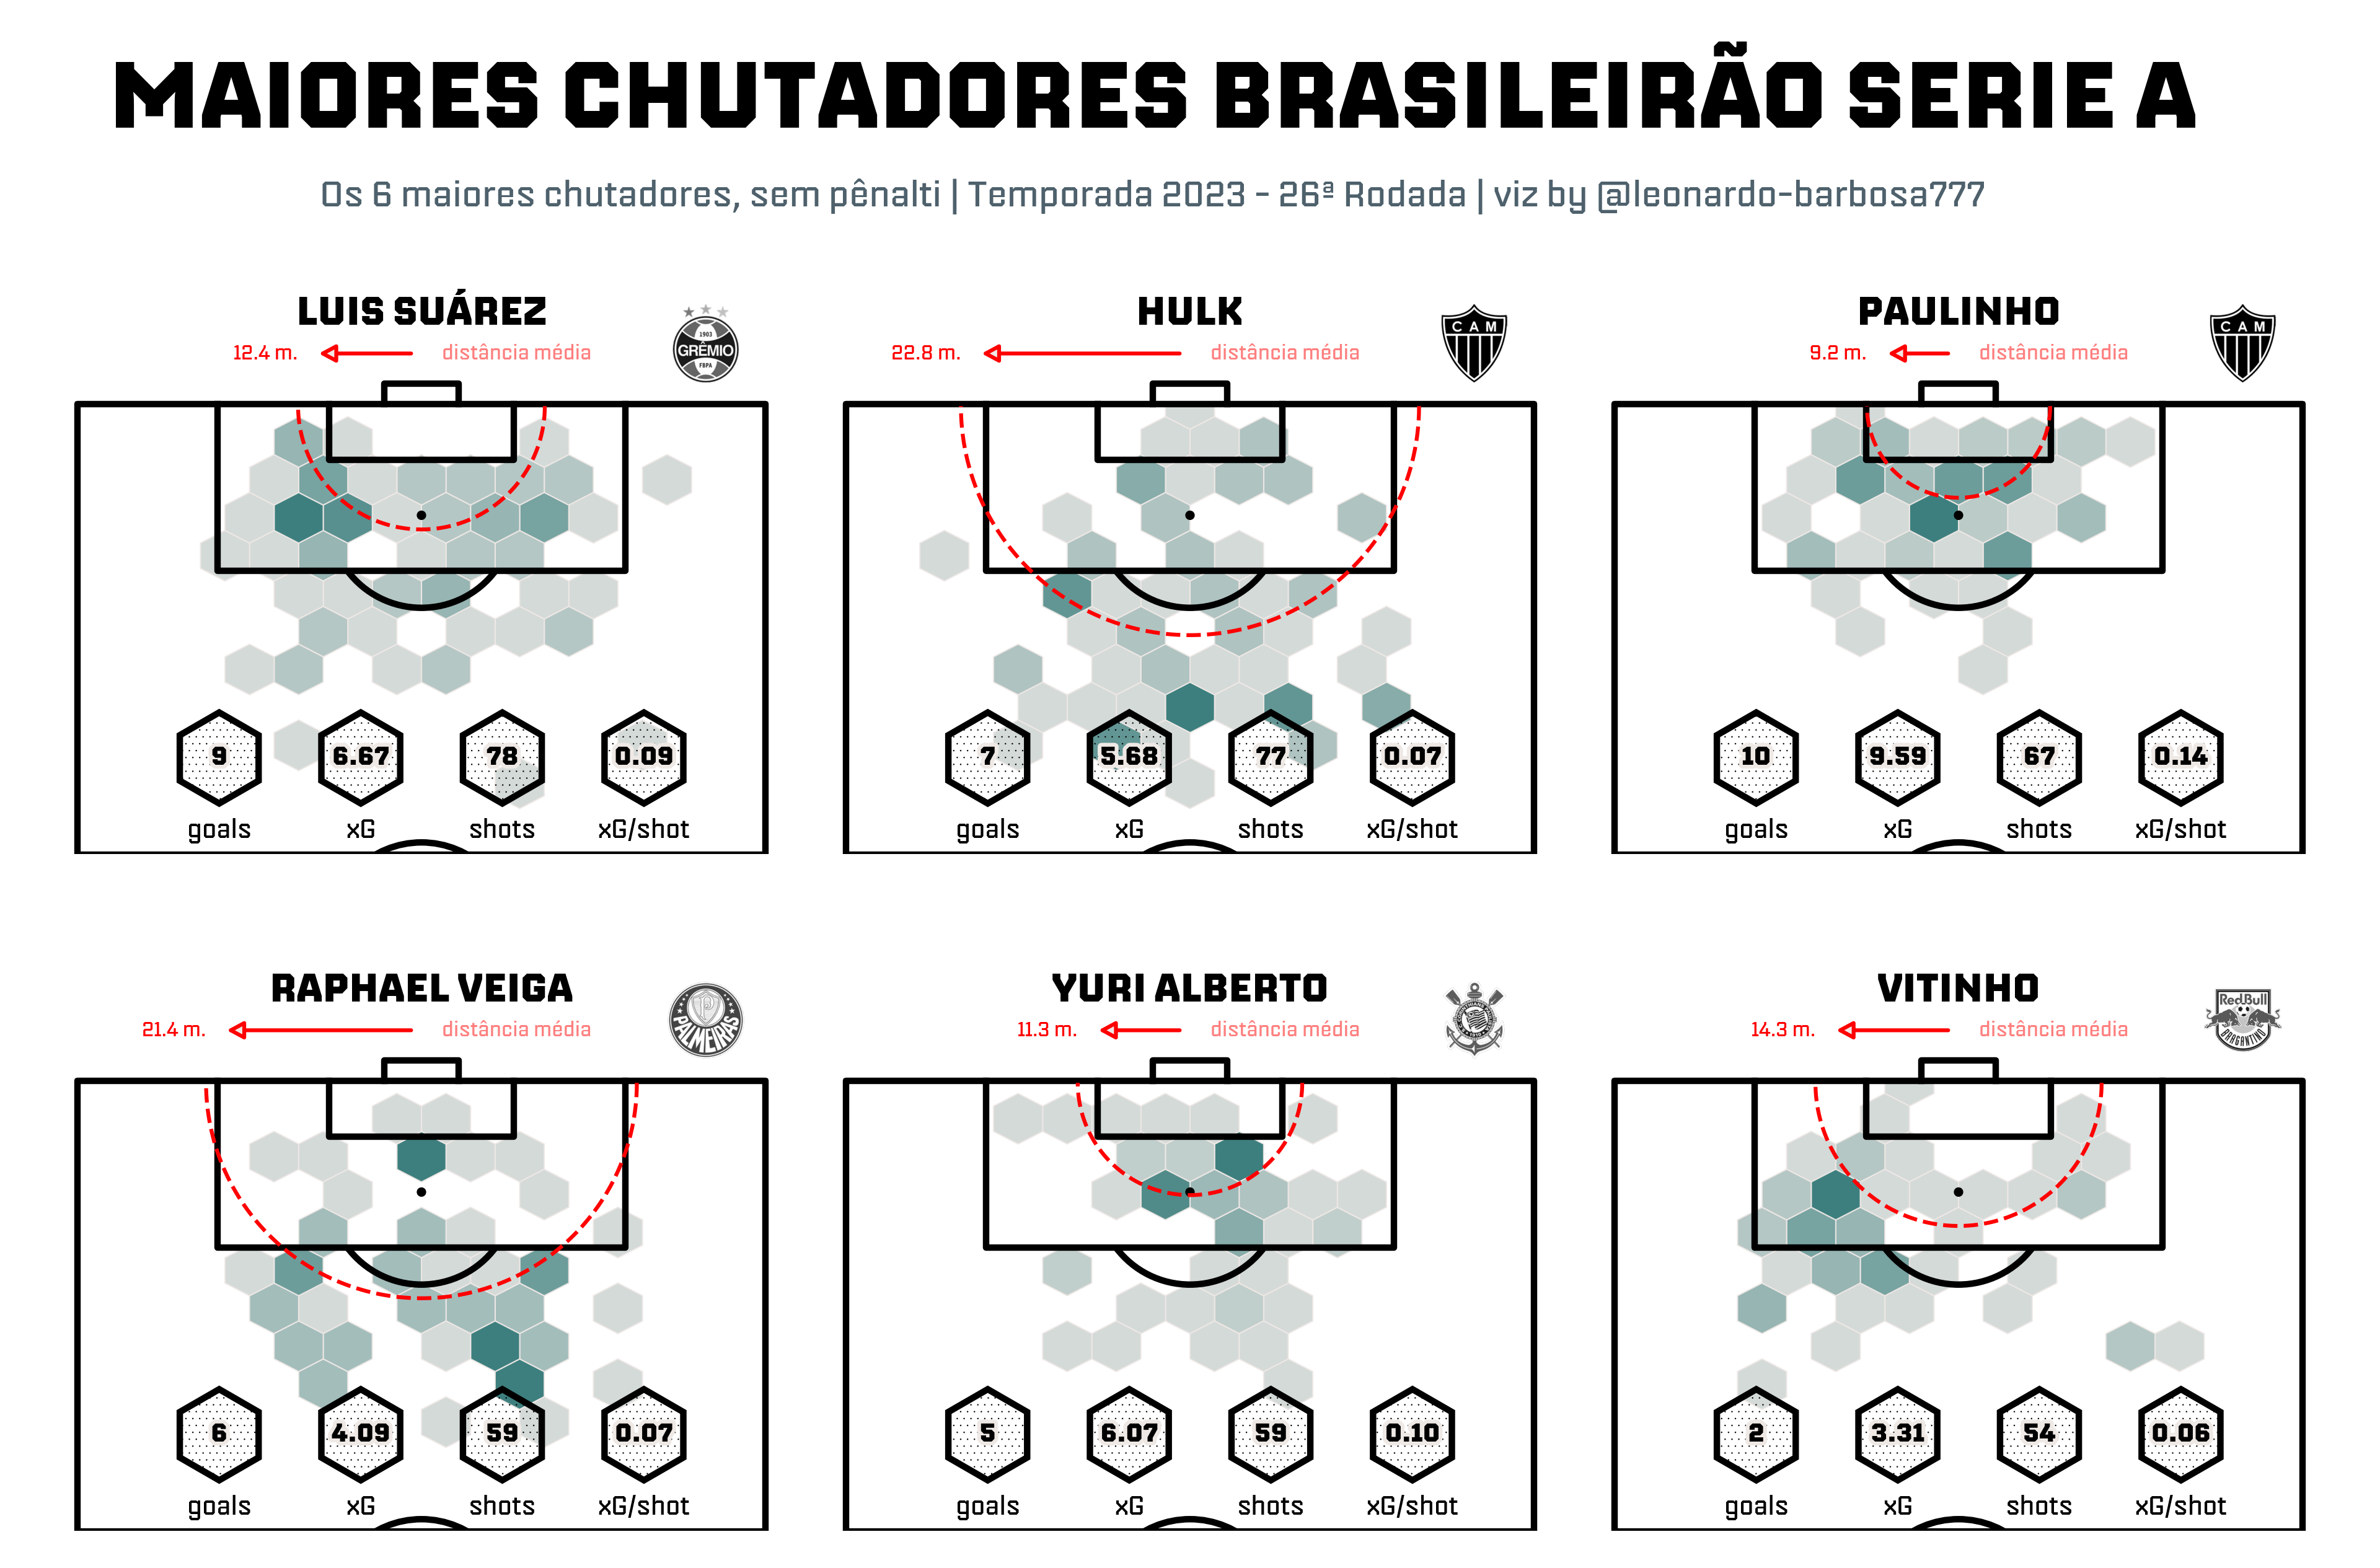 MAIORES CHUTADORES BRASILEIRÃO SERIE A
Os 6 maiores chutadores, sem pênalti | Temporada 2023 - 26ª Rodada | viz by @leonardo-barbosa777
LUIS SUÁREZ
12.4 m. distância média
1903
GRÊMIO
FBPA
9 6.67 78 0.09
goals xG shots xG/shot
HULK
22.8 m. distância média
CAM
7 5.68 77 0.07
goals xG shots xG/shot
PAULINHO
9.2 m. distância média
CAM
10 9.59 67 0.14
goals xG shots xG/shot
RAPHAEL VEIGA
21.4 m. distância média
P
PALMEIRAS
6 4.09 59 0.07
goals xG shots xG/shot
YURI ALBERTO
11.3 m. distância média
5 6.07 59 0.10
goals xG shots xG/shot
VITINHO
14.3 m. distância média
Red Bull
BRAGANTINO
2 3.31 54 0.06
goals xG shots xG/shot